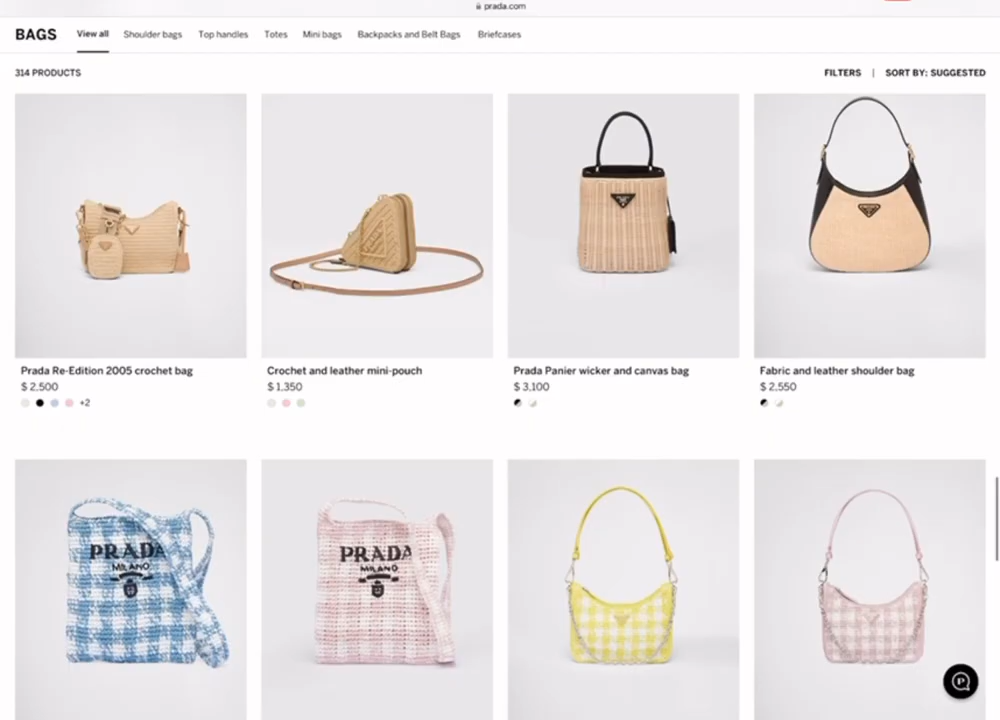 prada.com
BAGS View all Shoulder bags Top handles Totes Mini bags Backpacks and Belt Bags Briefcases
314 PRODUCTS FILTERS | SORT BY: SUGGESTED
Prada Re-Edition 2005 crochet bag
$ 2,500
+2
Crochet and leather mini-pouch
$ 1,350
Prada Panier wicker and canvas bag
$ 3,100
Fabric and leather shoulder bag
$ 2,550
PRADA
MILANO
PRADA
MILANO
P